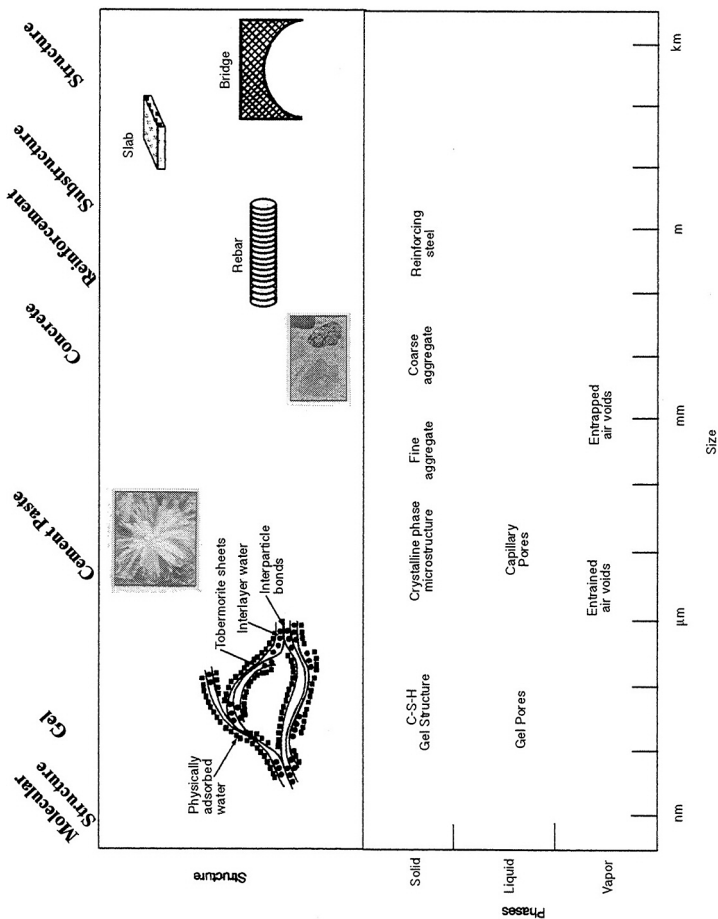 Molecular
Structure
Gel
Cement Paste
Concrete
Reinforcement
Substructure
Structure
Structure
Physically
adsorbed
water
Tobermorite sheets
Interlayer water
Interparticle
bonds
Rebar
Slab
Bridge
Phases
Solid
C-S-H
Gel Structure
Crystalline phase
microstructure
Fine
aggregate
Coarse
aggregate
Reinforcing
steel
Liquid
Gel Pores
Capillary
Pores
Vapor
Entrained
air voids
Entrapped
air voids
nm
µm
mm
m
km
Size